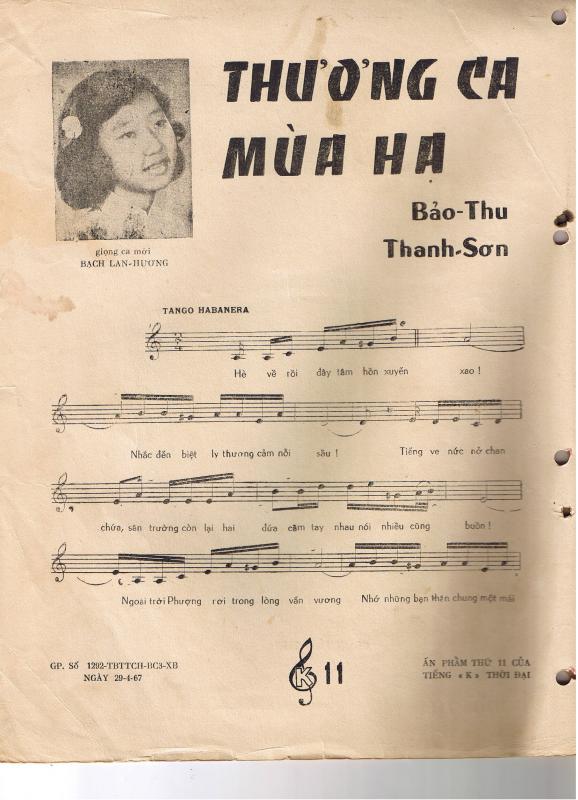 THƯƠNG CA
MÙA HẠ
Bảo-Thu
Thanh-Sơn
giọng ca mới
BẠCH LAN-HƯƠNG
TANGO HABANERA
Hè về rồi đây tâm hồn xuyến xao !
Nhắc đến biệt ly thương cảm nỗi sầu ! Tiếng ve nức nở chan
chứa, sân trường còn lại hai đứa cầm tay nhau nói nhiều cũng buồn !
Ngoài trời Phượng rơi trong lòng vấn vương Nhớ những bạn thân chung một mái
GP. Số 1292-TBTTCH-BC3-XB
NGÀY 29-4-67
K 11
ẤN PHẨM THỨ 11 CỦA
TIẾNG « K » THỜI ĐẠI